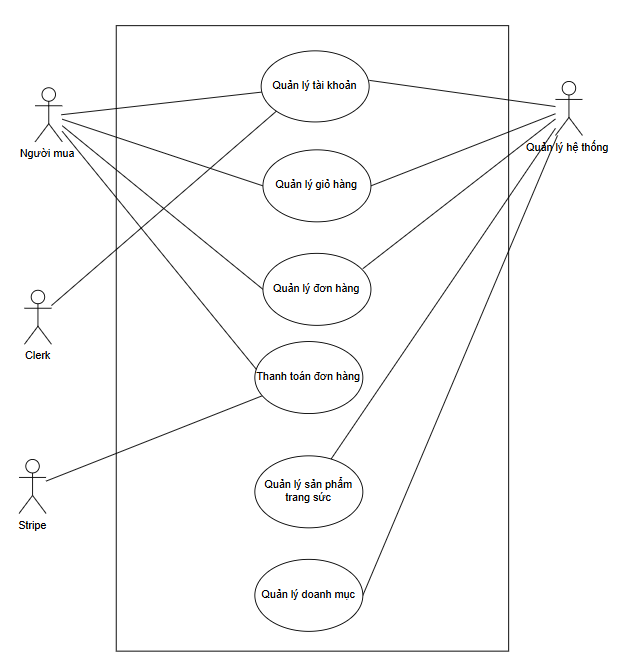 Quản lý tài khoản
Người mua
Quản lý hệ thống
Quản lý giỏ hàng
Quản lý đơn hàng
Clerk
Thanh toán đơn hàng
Quản lý sản phẩm
trang sức
Stripe
Quản lý doanh mục